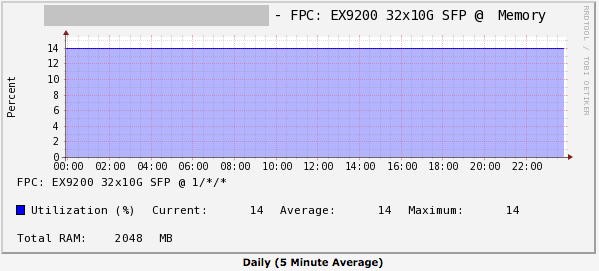 - FPC: EX9200 32x10G SFP @ Memory
RRDTOOL / TOBI OETIKER
Percent
14
12
10
8
6
4
2
0
00:00 02:00 04:00 06:00 08:00 10:00 12:00 14:00 16:00 18:00 20:00 22:00
FPC: EX9200 32x10G SFP @ 1/*/*
Utilization (%) Current: 14 Average: 14 Maximum: 14
Total RAM: 2048 MB
Daily (5 Minute Average)